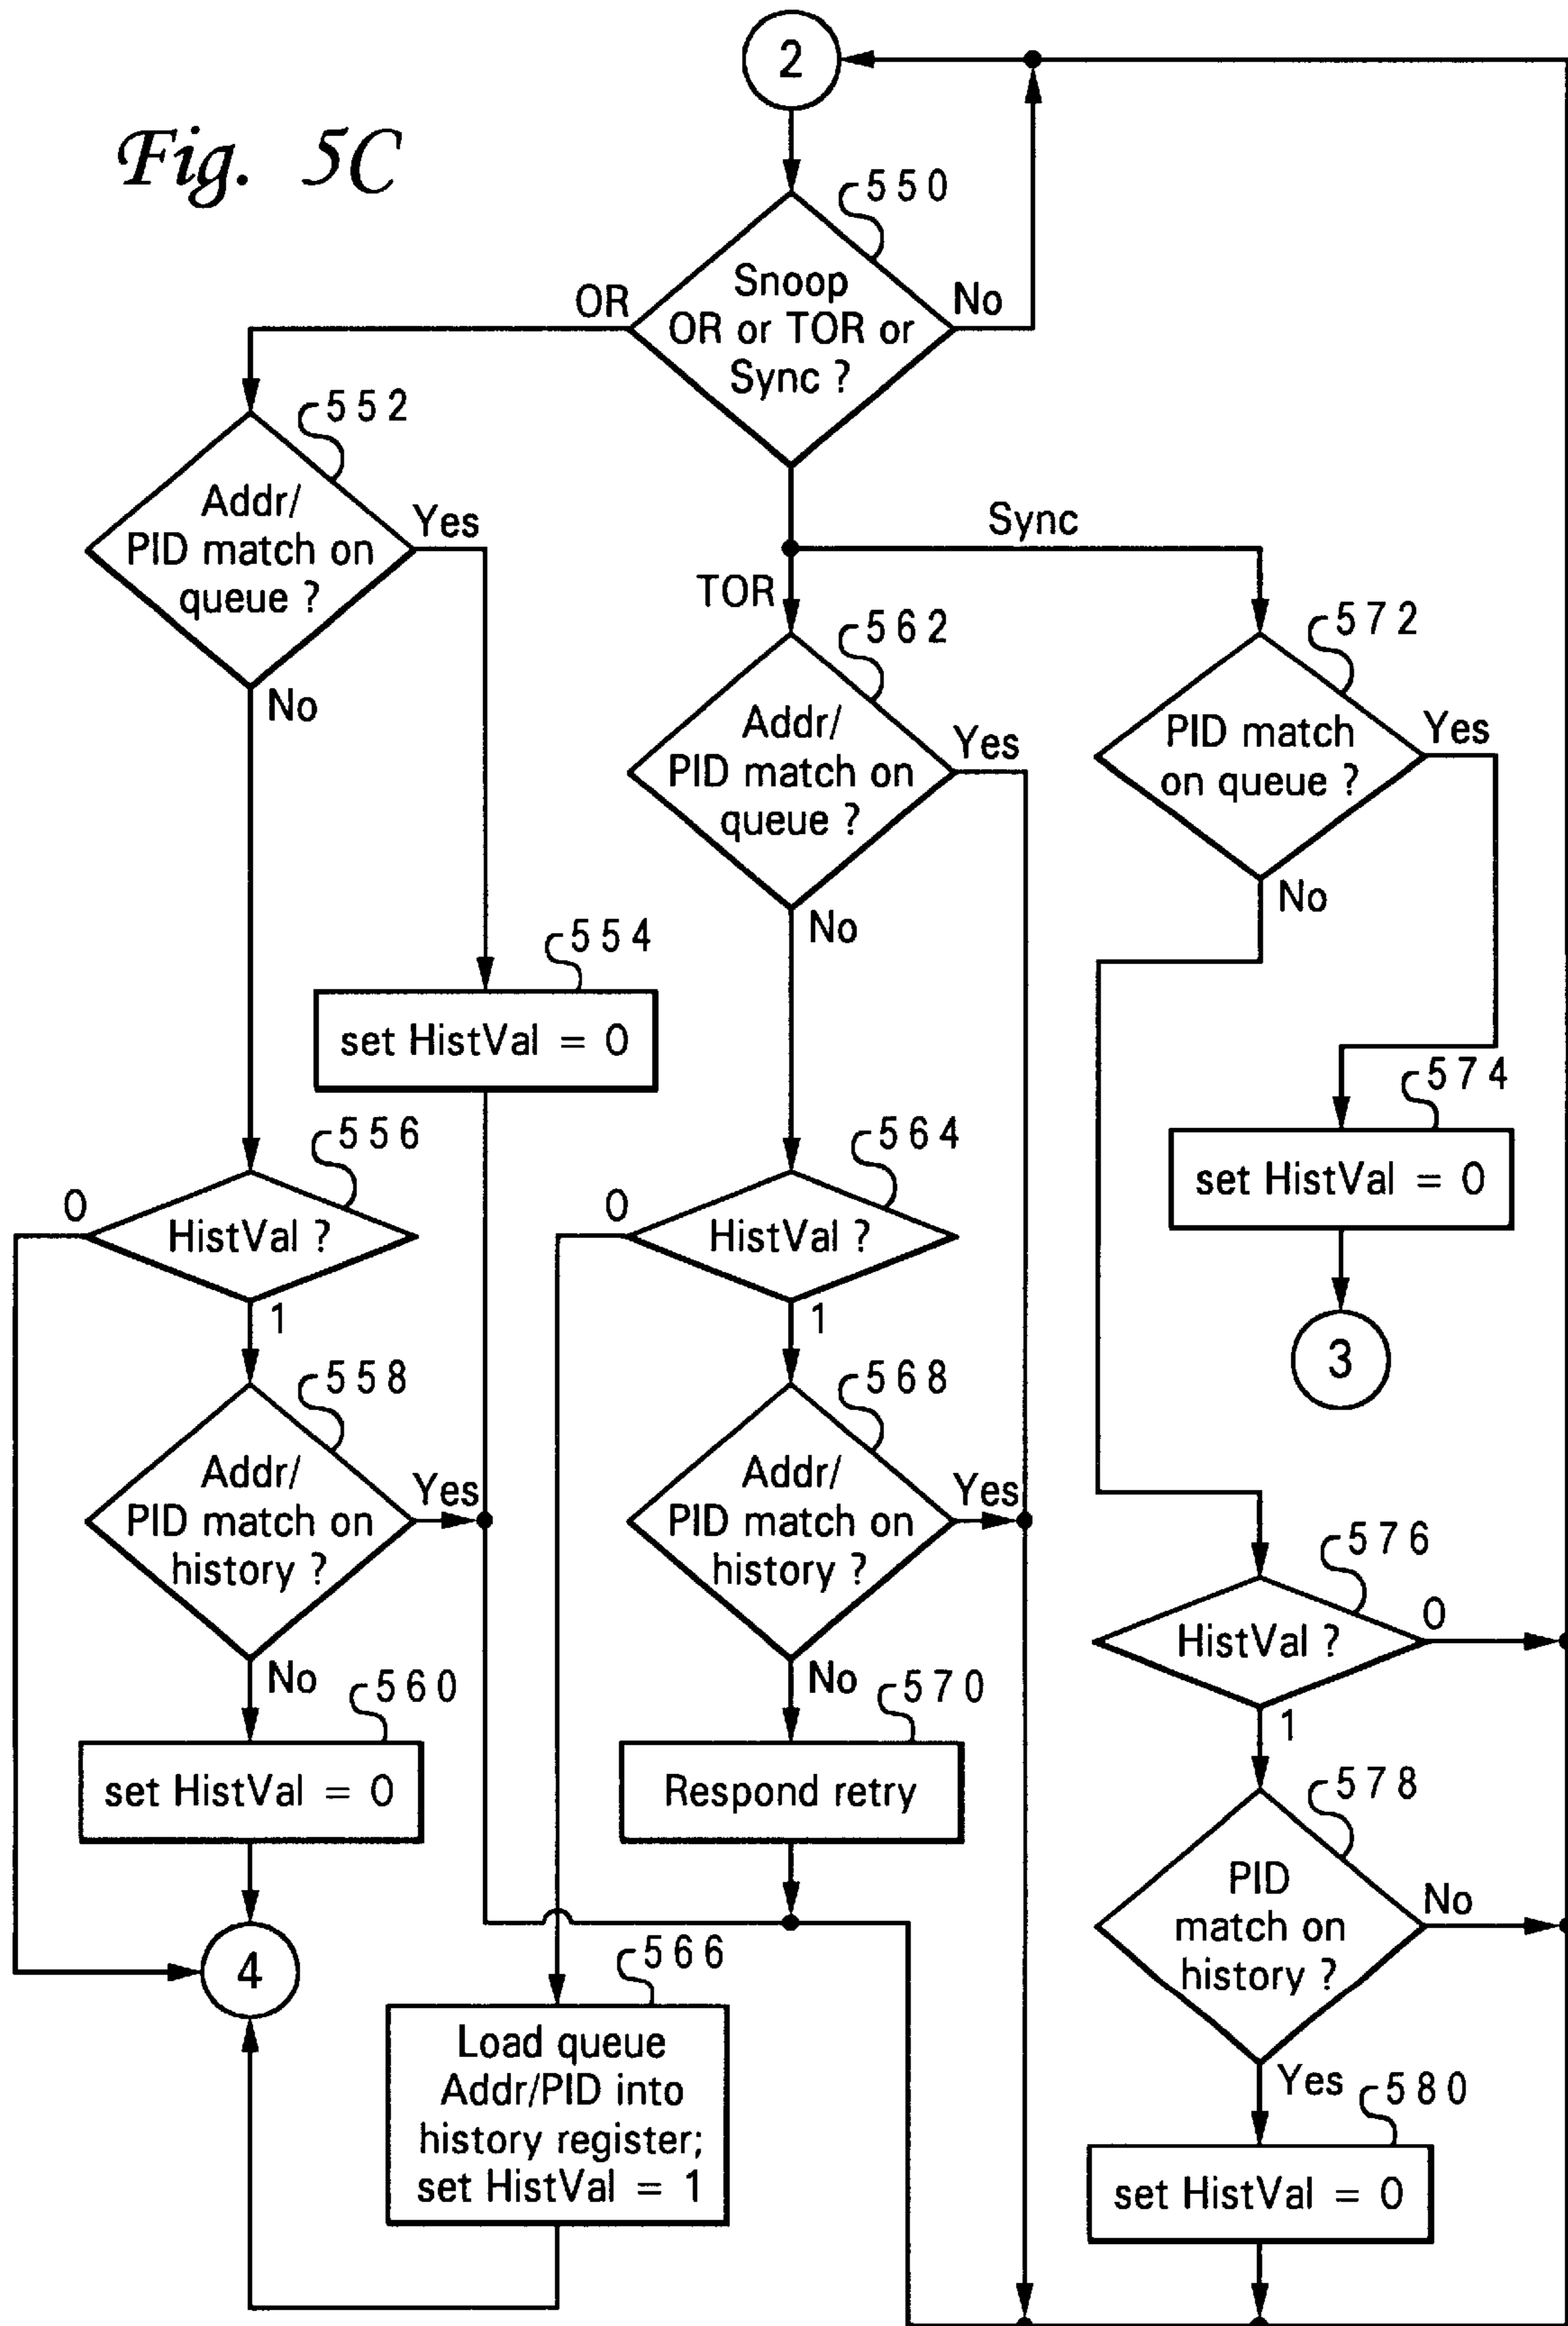 2
Fig. 5C
550
Snoop
OR or TOR or
Sync ?
OR
No
552
Addr/
PID match on
queue ?
Yes
No
Sync
TOR
562
Addr/
PID match on
queue ?
Yes
No
572
PID match
on queue ?
Yes
No
554
set HistVal = 0
574
set HistVal = 0
3
556
HistVal ?
0
1
564
HistVal ?
0
1
558
Addr/
PID match on
history ?
Yes
No
568
Addr/
PID match on
history ?
Yes
No
576
HistVal ?
0
1
560
set HistVal = 0
570
Respond retry
578
PID
match on
history ?
No
Yes
4
566
Load queue
Addr/PID into
history register;
set HistVal = 1
580
set HistVal = 0